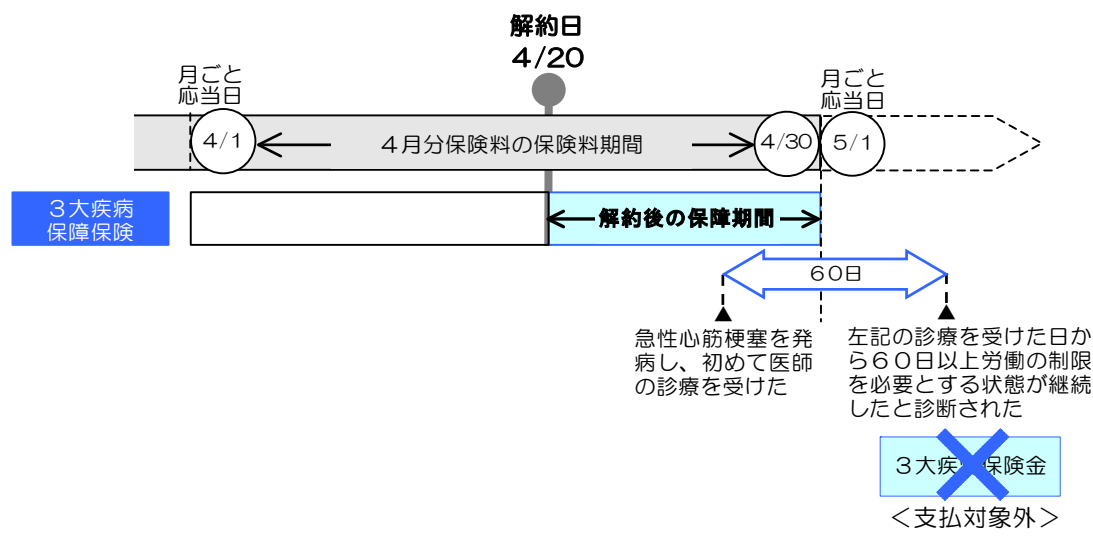 解約日
4/20
月ごと
応当日
月ごと
応当日
4/1
4月分保険料の保険料期間
4/30
5/1
3大疾病
保障保険
解約後の保障期間
60日
急性心筋梗塞を発
病し、初めて医師
の診療を受けた
左記の診療を受けた日か
ら60日以上労働の制限
を必要とする状態が継続
したと診断された
3大疾 保険金
<支払対象外>